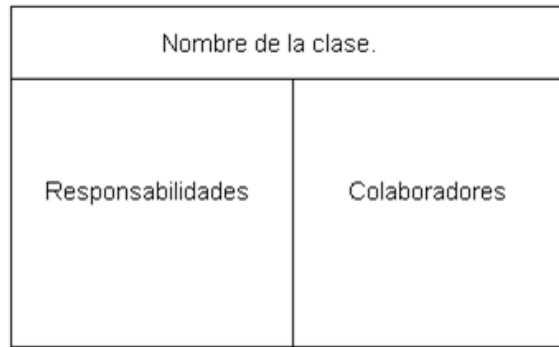 Nombre de la clase.
Responsabilidades
Colaboradores